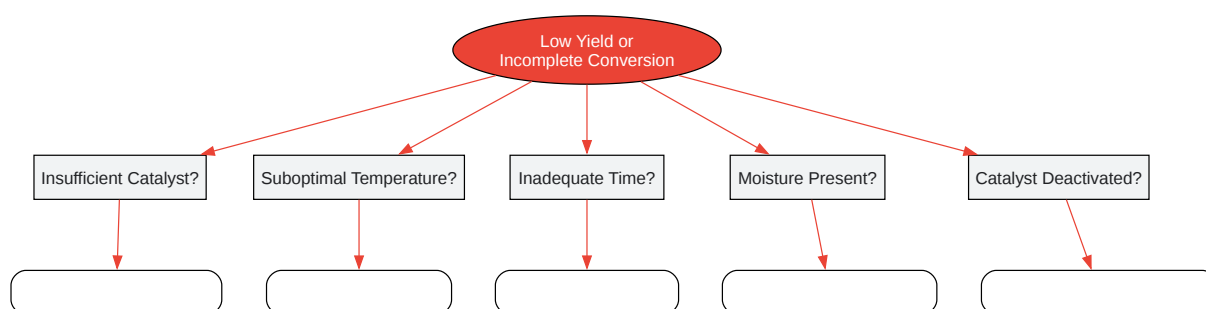 Low Yield or
Incomplete Conversion
Insufficient Catalyst?
Suboptimal Temperature?
Inadequate Time?
Moisture Present?
Catalyst Deactivated?